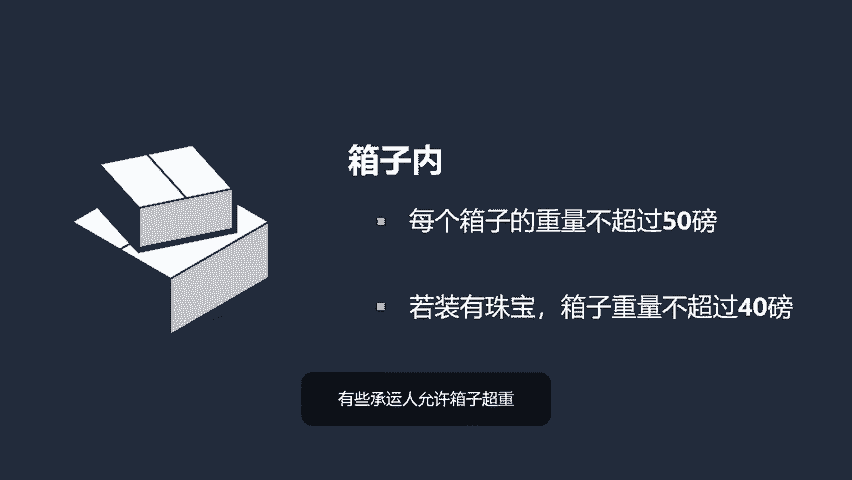 箱子内
每个箱子的重量不超过50磅
若装有珠宝，箱子重量不超过40磅
有些承运人允许箱子超重